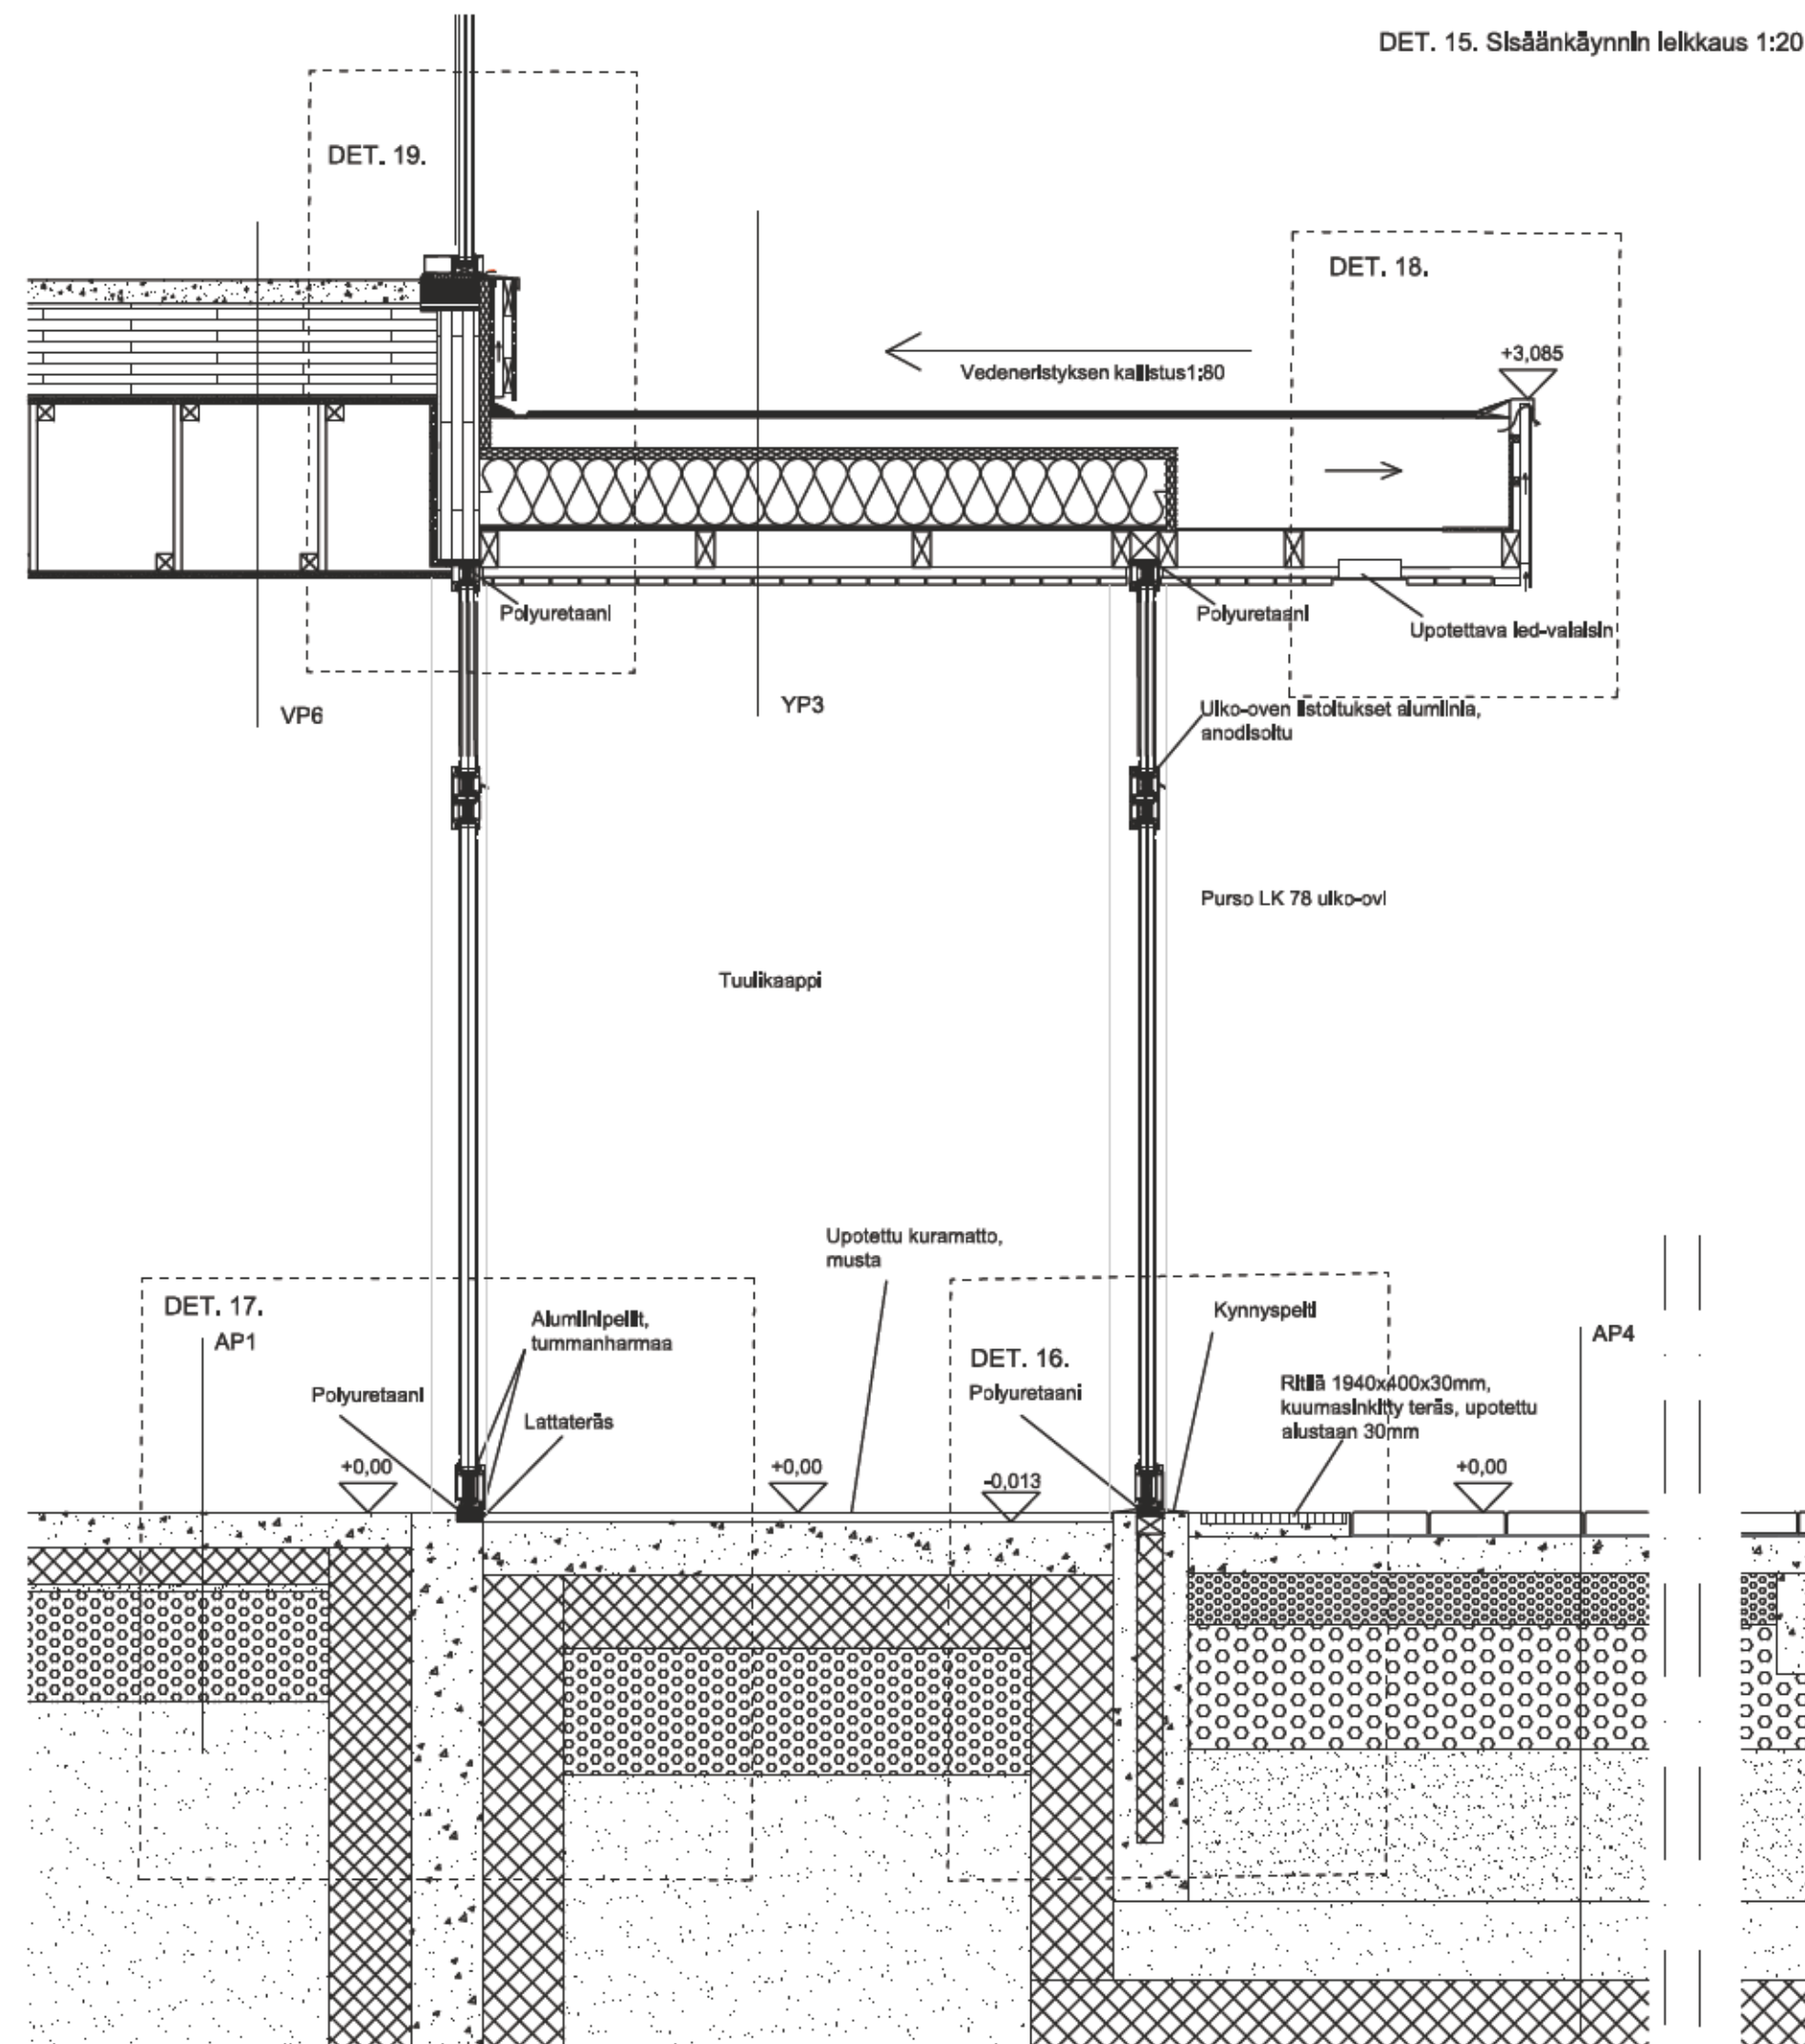 DET. 15. Sisäänkäynnin leikkaus 1:20
DET. 19.
DET. 18.
+3,085
Vedeneristyksen kallistus1:80
Polyuretaani
Polyuretaani
Upotettava led-valaisin
VP6
YP3
Ulko-oven listoitukset alumiinia,
anodisoitu
Purso LK 78 ulko-ovi
Tuulikaappi
Upotettu kuramatto,
musta
DET. 17.
AP1
Alumiinipellit,
tummanharmaa
Kynnyspelti
AP4
DET. 16.
Polyuretaani
Polyuretaani
Ritilä 1940x400x30mm,
kuumasinkitty teräs, upotettu
alustaan 30mm
Lattateräs
+0,00
+0,00
-0,013
+0,00